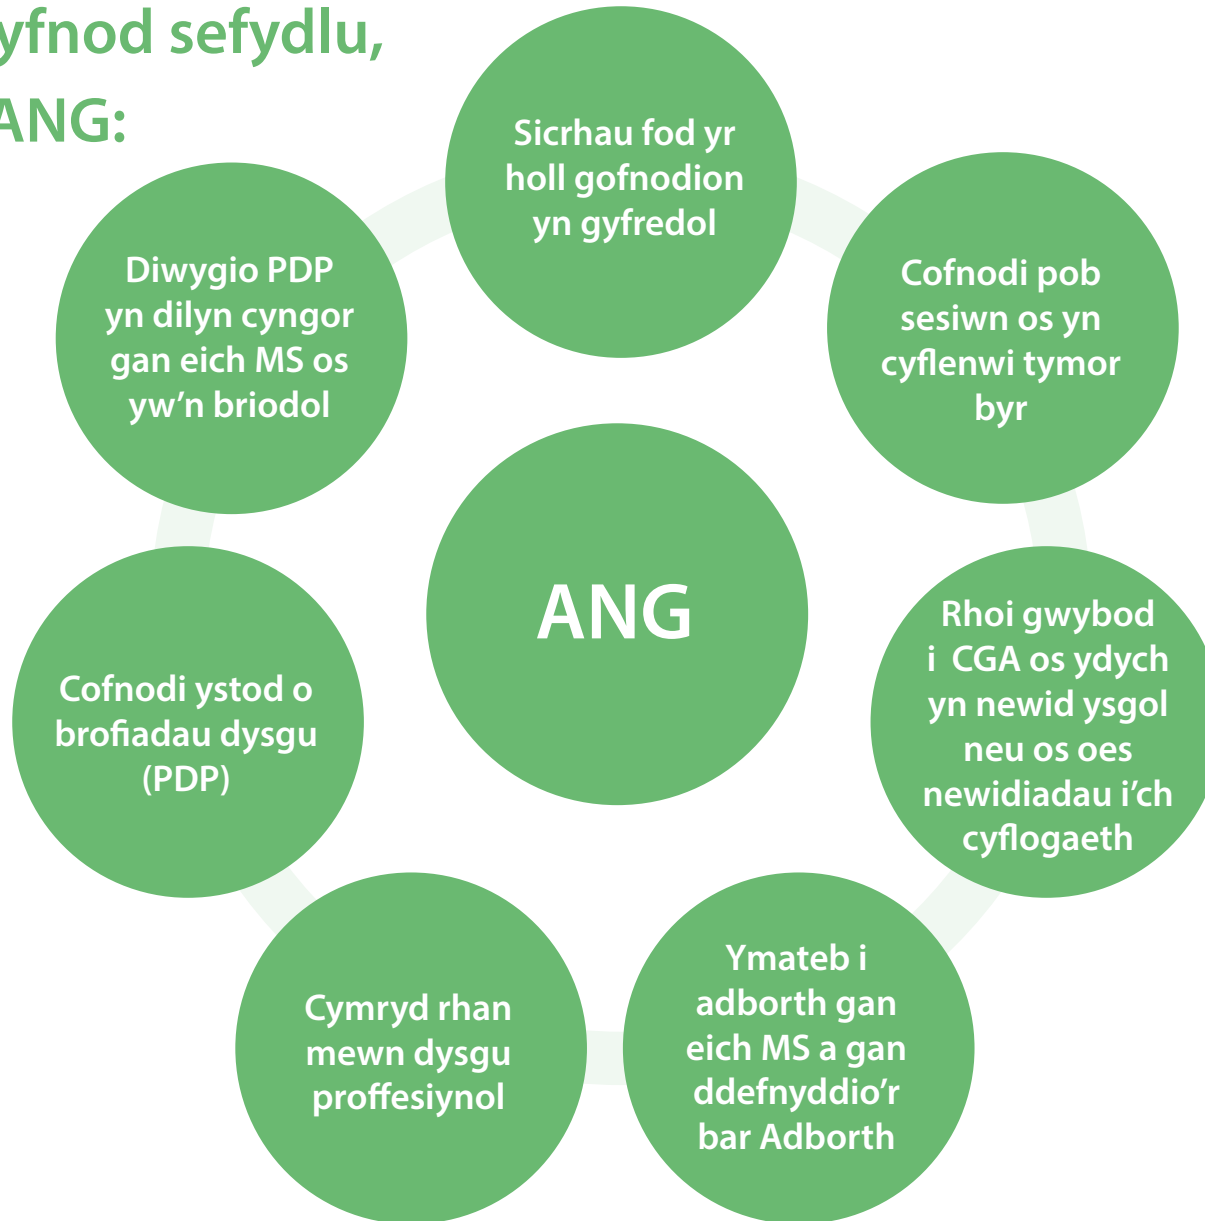 yfnod sefydlu,
ANG:
Sicrhau fod yr
holl gofnodion
yn gyfredol
Cofnodi pob
sesiwn os yn
cyflenwi tymor
byr
Rhoi gwybod
i CGA os ydych
yn newid ysgol
neu os oes
newidiadau i'ch
cyflogaeth
Ymateb i
adborth gan
eich MS a gan
ddefnyddio'r
bar Adborth
Cymryd rhan
mewn dysgu
proffesiynol
Cofnodi ystod o
brofiadau dysgu
(PDP)
Diwygio PDP
yn dilyn cyngor
gan eich MS os
yw'n briodol
ANG